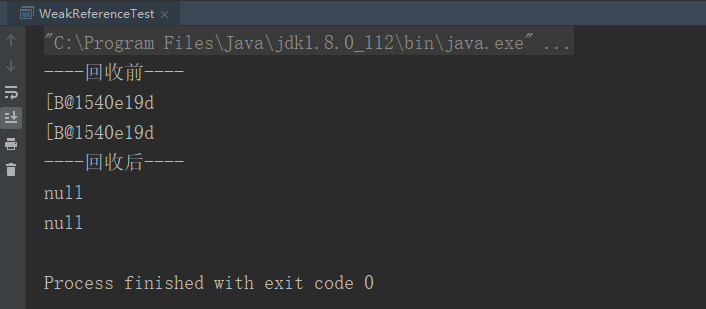 WeakReferenceTest
"C:\Program Files\Java\jdk1.8.0_112\bin\java.exe" ...
----回收前----
[B@1540e19d
[B@1540e19d
----回收后----
null
null
Process finished with exit code 0